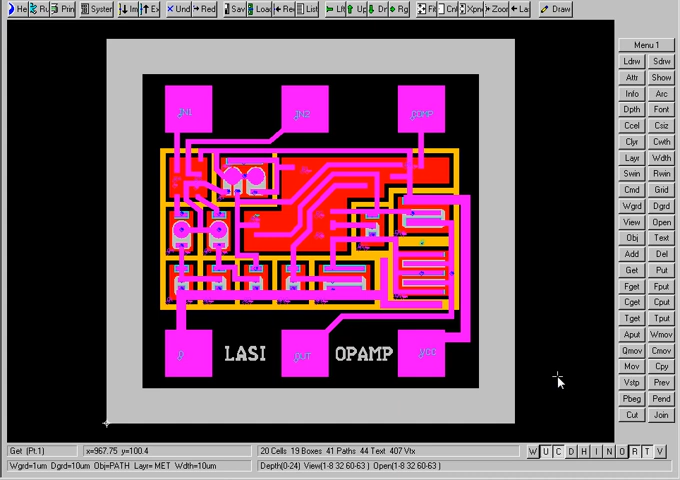 He Ru Prin System Im Ex Und Red Sav Load Rec List Lft Up Dr Rg Fit Cnt Xpn Zoo La Draw
Menu 1
Ldrw Sdrw
Attr Show
Info Arc
Dpth Font
Ccel Csiz
Clyr Cwth
Layr Wdth
Swin Rwin
Cmd Grid
Wgrd Dgrd
View Open
Obj Text
Add Del
Get Put
Fget Fput
Cget Cput
Tget Tput
Aput Wmov
Qmov Cmov
Mov Cpy
Vstp Prev
Pbeg Pend
Cut Join
IN1 IN2 COMP
LASI OUT OPAMP VCC
Get (Pt.1) x=967.75 y=100.4 20 Cells 19 Boxes 41 Paths 44 Text 407 Vtx W U C D H I N O R T V
Wgrd=1um Dgrd=10um Obj=PATH Layr= MET Wdth=10um Depth(0-24) View(1-8 32 60-63 ) Open(1-8 32 60-63 )